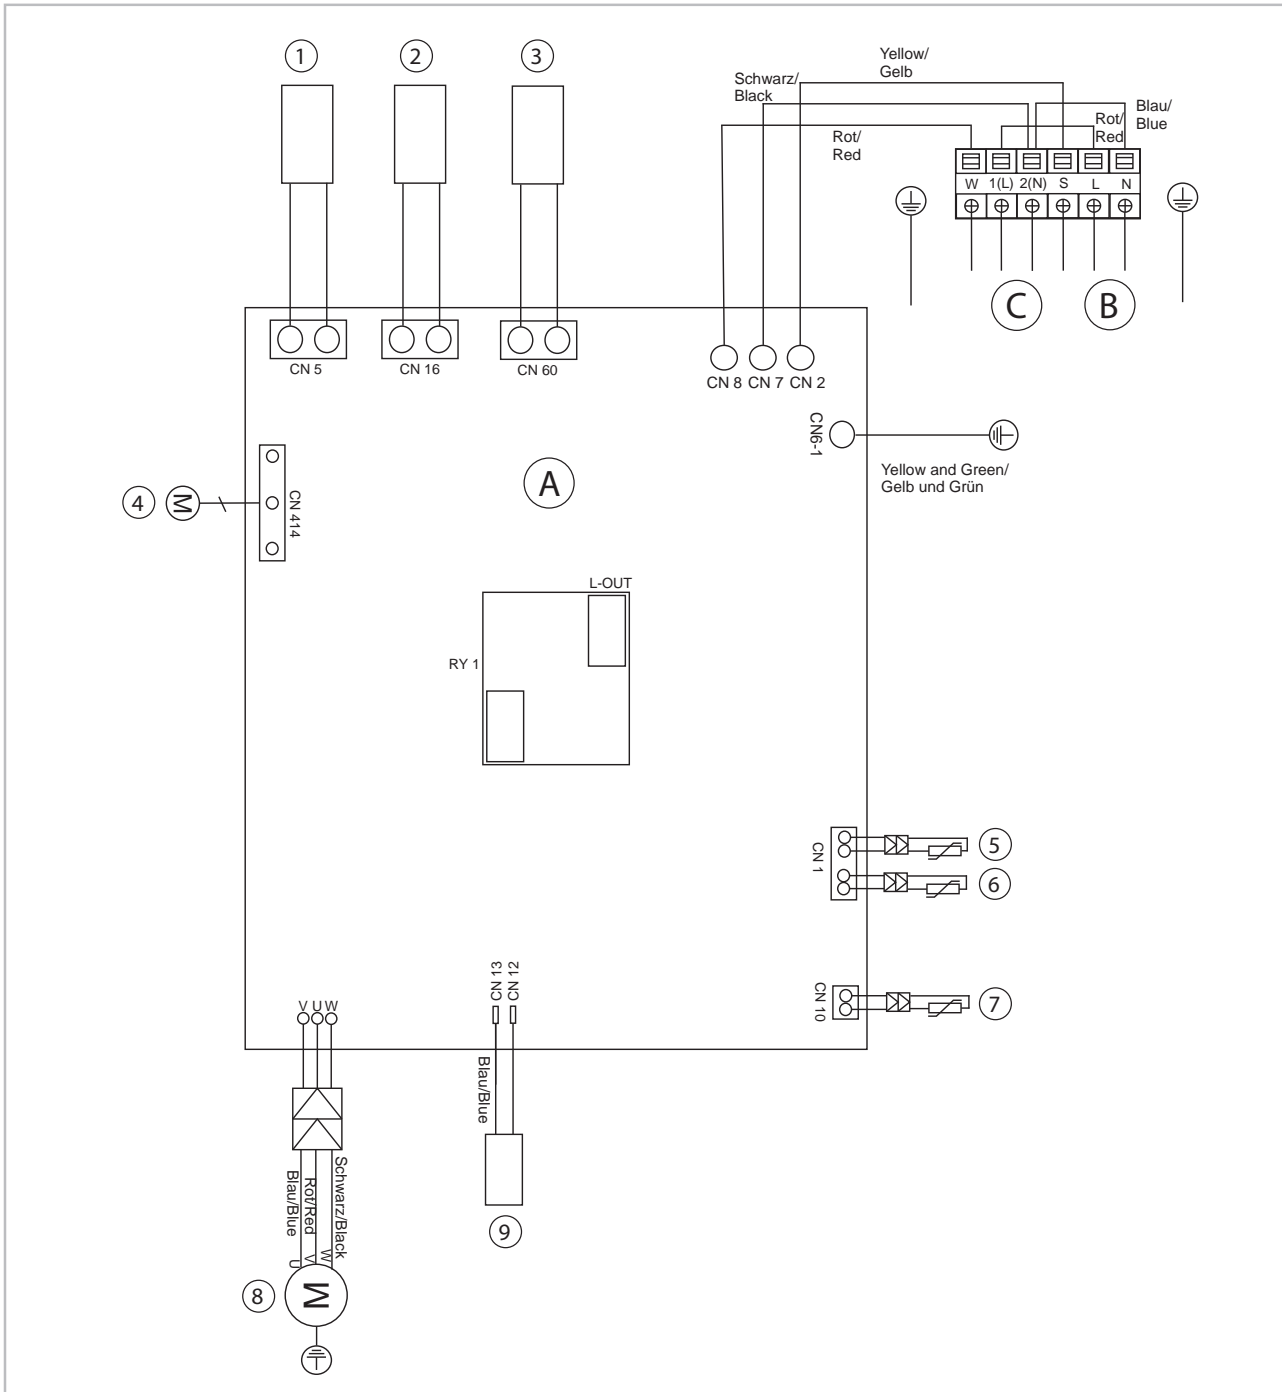 1
2
3
Yellow/
Gelb
Schwarz/
Black
Blau/
Blue
Rot/
Red
Rot/
Red
W 1(L) 2(N) S L N
C
B
CN 5
CN 16
CN 60
CN 8 CN 7 CN 2
CN6-1
Yellow and Green/
Gelb und Grün
A
4
M
CN 414
L-OUT
RY 1
CN 1
5
6
CN 10
7
V U W
CN 13
CN 12
Blau/Blue
Blau/Blue
Rot/Red
Schwarz/Black
U
V
W
9
8
M